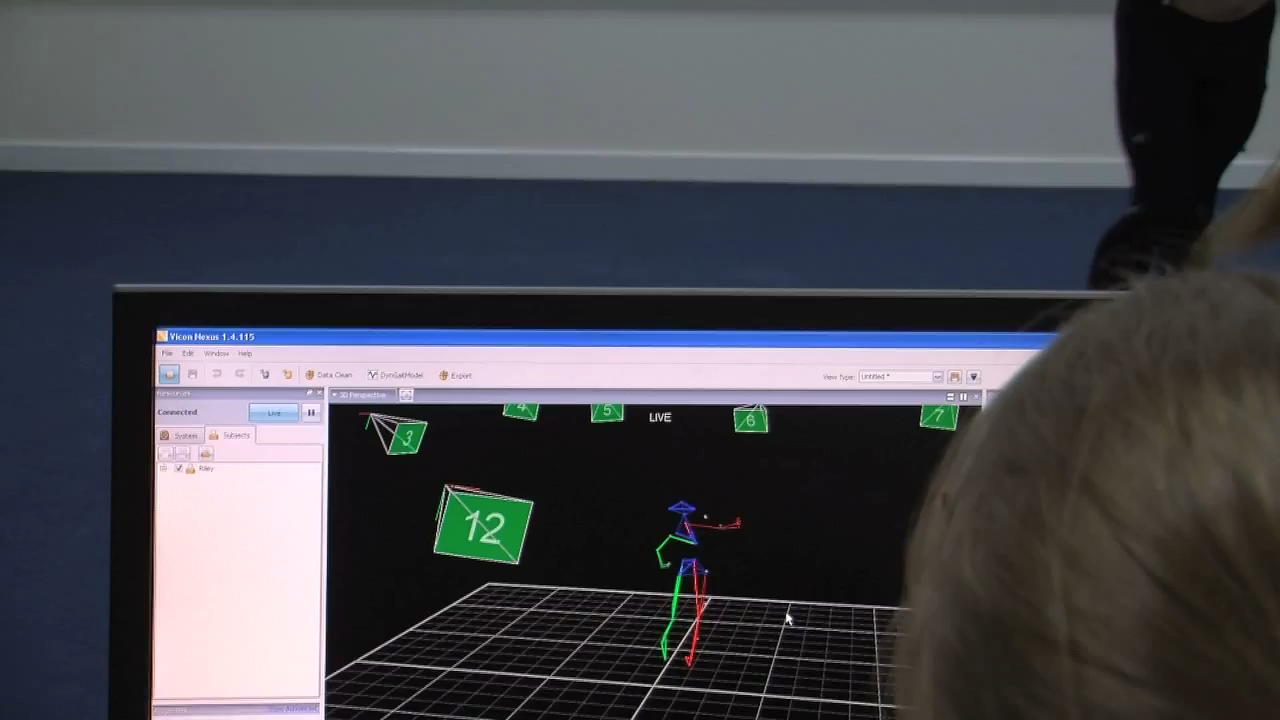 Vicon Nexus 1.4.115
File Edit Window Help
Data Clean DynGaitModel Export View Type: Untitled *
Resources 3D Perspective
Connected Live
LIVE
System Subjects
Riley
3 4 5 6 7
12